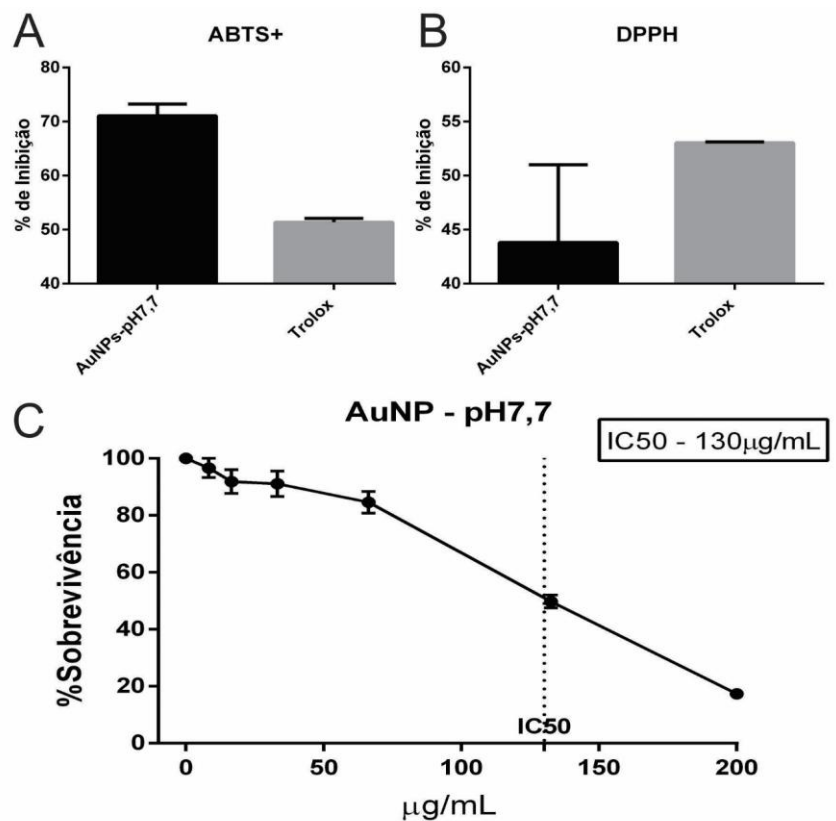 A
ABTS+
% de Inibição
80
70
60
50
40
AuNPs-pH7,7
Trolox
B
DPPH
% de Inibição
60
55
50
45
40
AuNPs-pH7,7
Trolox
C
AuNP - pH7,7
IC50 - 130μg/mL
%Sobrevivência
100
80
60
40
20
0
IC50
0
50
100
150
200
μg/mL